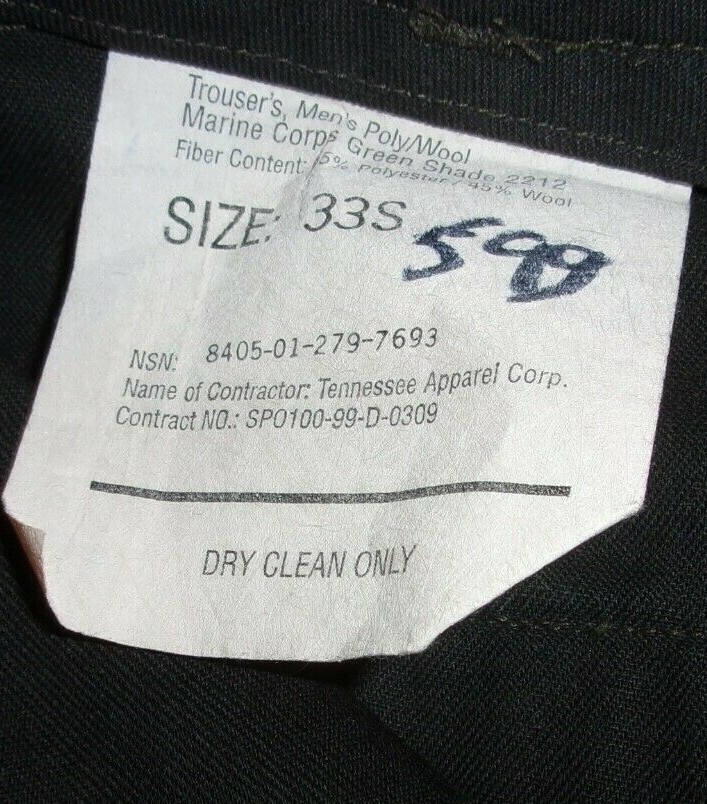 Trouser's, Men's Poly/Wool
Marine Corps Green Shade 2212
Fiber Content: 55% Polyester / 45% Wool
SIZE: 33S
599
NSN: 8405-01-279-7693
Name of Contractor: Tennessee Apparel Corp.
Contract NO.: SPO100-99-D-0309
DRY CLEAN ONLY